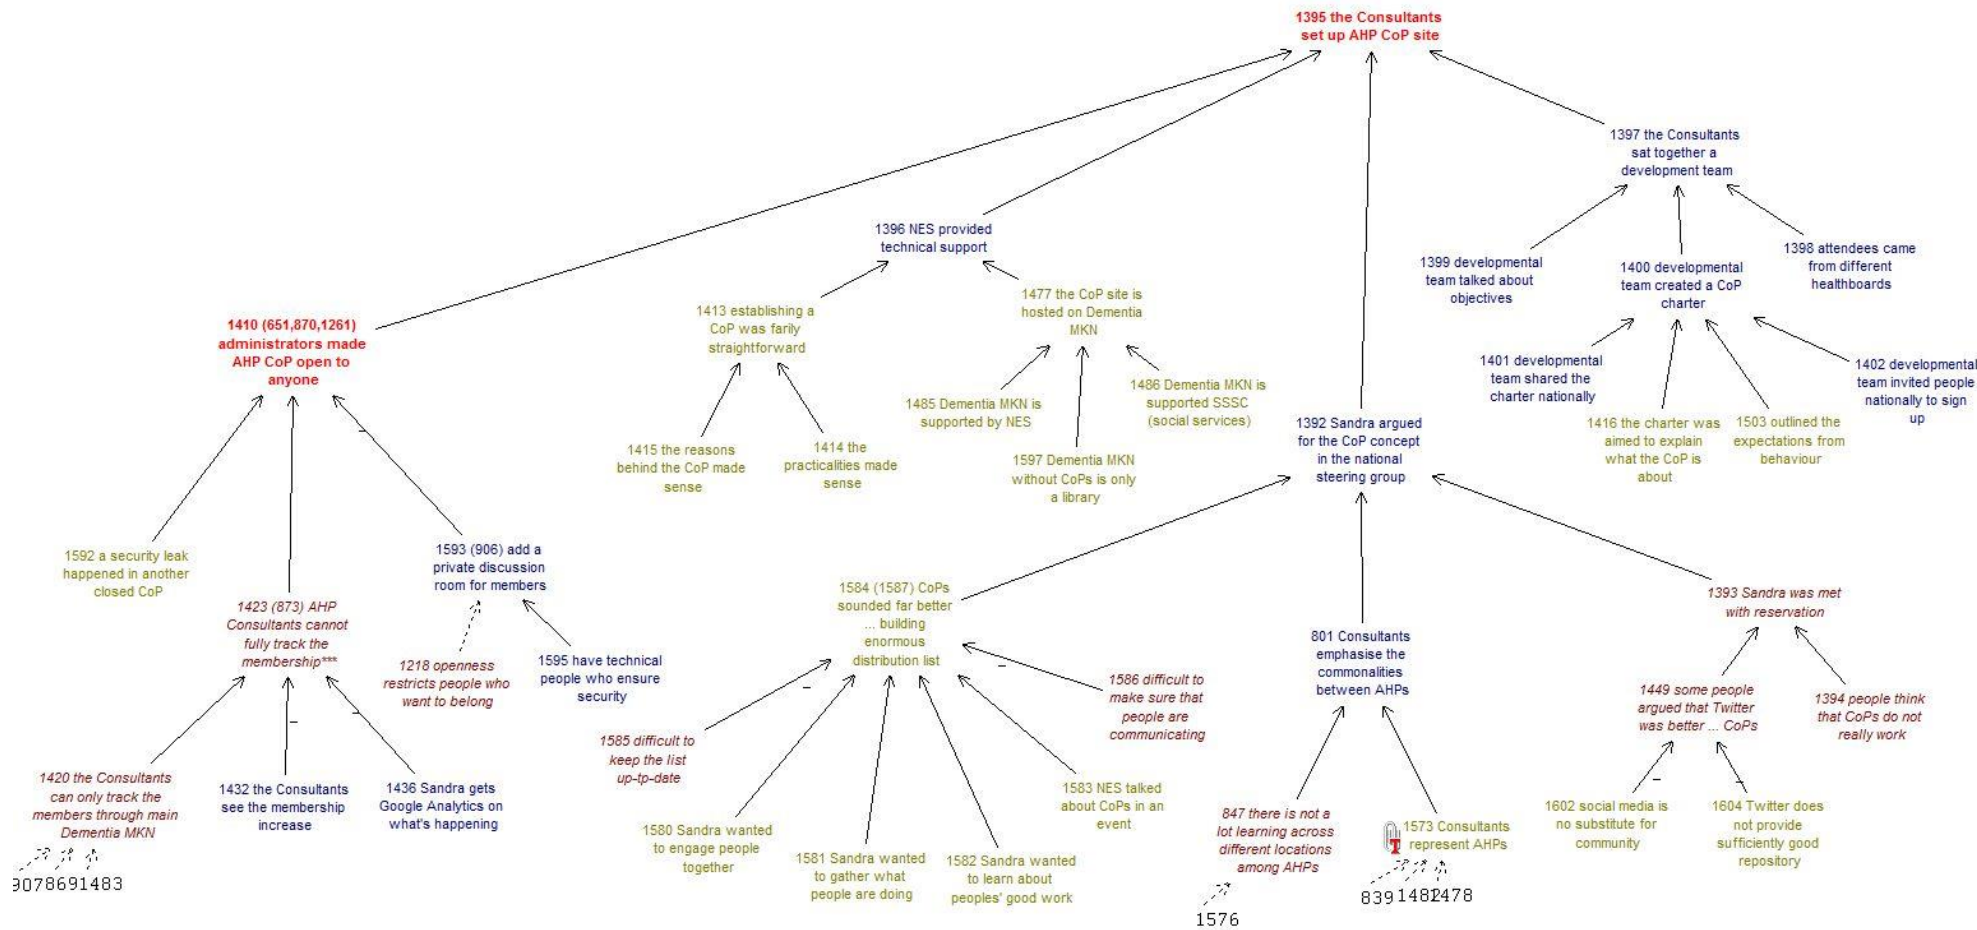 1395 the Consultants
set up AHP CoP site
1397 the Consultants
sat together a
development team
1396 NES provided
technical support
1399 developmental
team talked about
objectives
1400 developmental
team created a CoP
charter
1398 attendees came
from different
healthboards
1410 (651,870,1261)
administrators made
AHP CoP open to
anyone
1413 establishing a
CoP was farily
straightforward
1477 the CoP site is
hosted on Dementia
MKN
1401 developmental
team shared the
charter nationally
1402 developmental
team invited people
nationally to sign
up
1485 Dementia MKN is
supported by NES
1486 Dementia MKN is
supported SSSC
(social services)
1392 Sandra argued
for the CoP concept
in the national
steering group
1416 the charter was
aimed to explain
what the CoP is
about
1503 outlined the
expectations from
behaviour
1415 the reasons
behind the CoP made
sense
1414 the
practicalities made
sense
1597 Dementia MKN
without CoPs is only
a library
1592 a security leak
happened in another
closed CoP
1593 (906) add a
private discussion
room for members
1423 (873) AHP
Consultants cannot
fully track the
membership***
1218 openness
restricts people who
want to belong
1595 have technical
people who ensure
security
1584 (1587) CoPs
sounded far better
... building
enormous
distribution list
801 Consultants
emphasise the
commonalities
between AHPs
1393 Sandra was met
with reservation
1585 difficult to
keep the list
up-tp-date
1586 difficult to
make sure that
people are
communicating
1449 some people
argued that Twitter
was better ... CoPs
1394 people think
that CoPs do not
really work
1420 the Consultants
can only track the
members through main
Dementia MKN
1432 the Consultants
see the membership
increase
1436 Sandra gets
Google Analytics on
what's happening
1580 Sandra wanted
to engage people
together
1581 Sandra wanted
to gather what
people are doing
1582 Sandra wanted
to learn about
peoples' good work
1583 NES talked
about CoPs in an
event
847 there is not a
lot learning across
different locations
among AHPs
1573 Consultants
represent AHPs
1602 social media is
no substitute for
community
1604 Twitter does
not provide
sufficiently good
repository
9078691483
1576
839